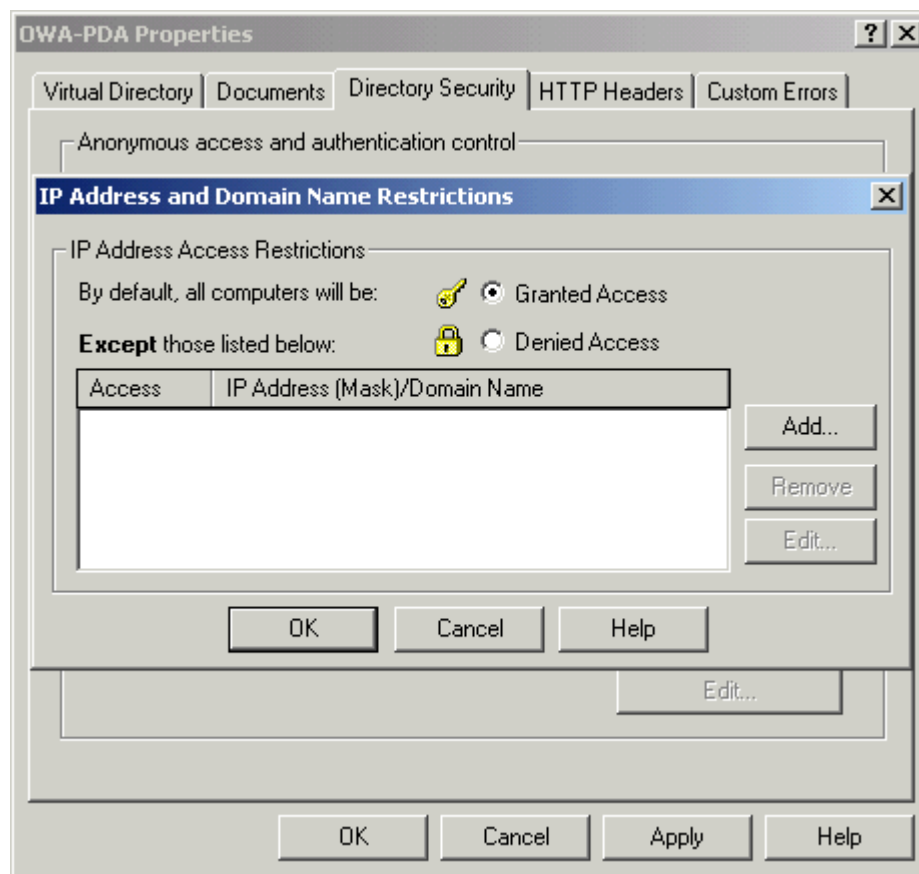 OWA-PDA Properties
Virtual Directory Documents Directory Security HTTP Headers Custom Errors
Anonymous access and authentication control
IP Address and Domain Name Restrictions
IP Address Access Restrictions
By default, all computers will be: Granted Access
Except those listed below: Denied Access
Access IP Address (Mask)/Domain Name
Add...
Remove
Edit...
OK Cancel Help
Edit...
OK Cancel Apply Help